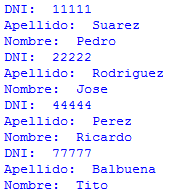 DNI:  11111
Apellido:  Suarez
Nombre:  Pedro
DNI:  22222
Apellido:  Rodriguez
Nombre:  Jose
DNI:  44444
Apellido:  Perez
Nombre:  Ricardo
DNI:  77777
Apellido:  Balbuena
Nombre:  Tito